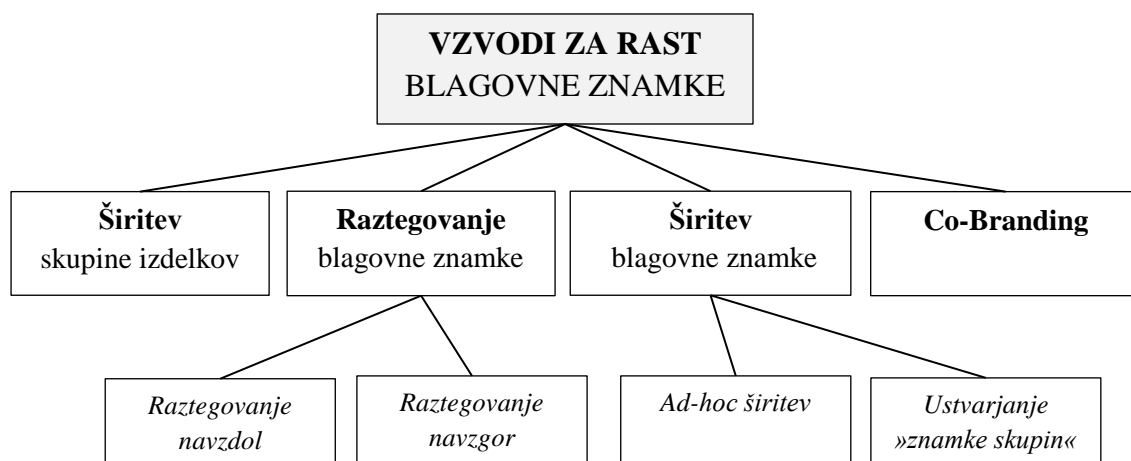 VZVODI ZA RAST
BLAGOVNE ZNAMKE
Širitev
skupine izdelkov
Raztegovanje
blagovne znamke
Širitev
blagovne znamke
Co-Branding
Raztegovanje
navzdol
Raztegovanje
navzgor
Ad-hoc širitev
Ustvarjanje
»znamke skupin«